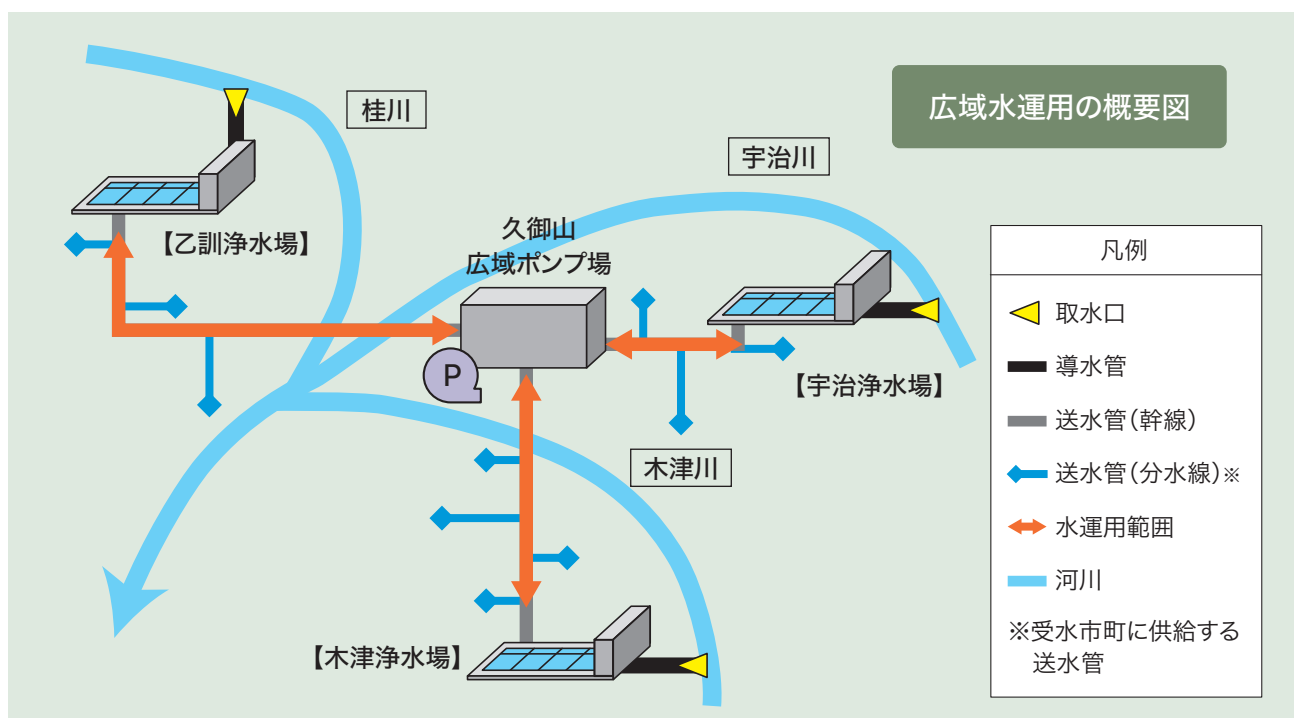 広域水運用の概要図
桂川
宇治川
久御山
広域ポンプ場
【乙訓浄水場】
P
【宇治浄水場】
木津川
【木津浄水場】
凡例
取水口
導水管
送水管(幹線)
送水管(分水線)※
水運用範囲
河川
※受水市町に供給する
送水管